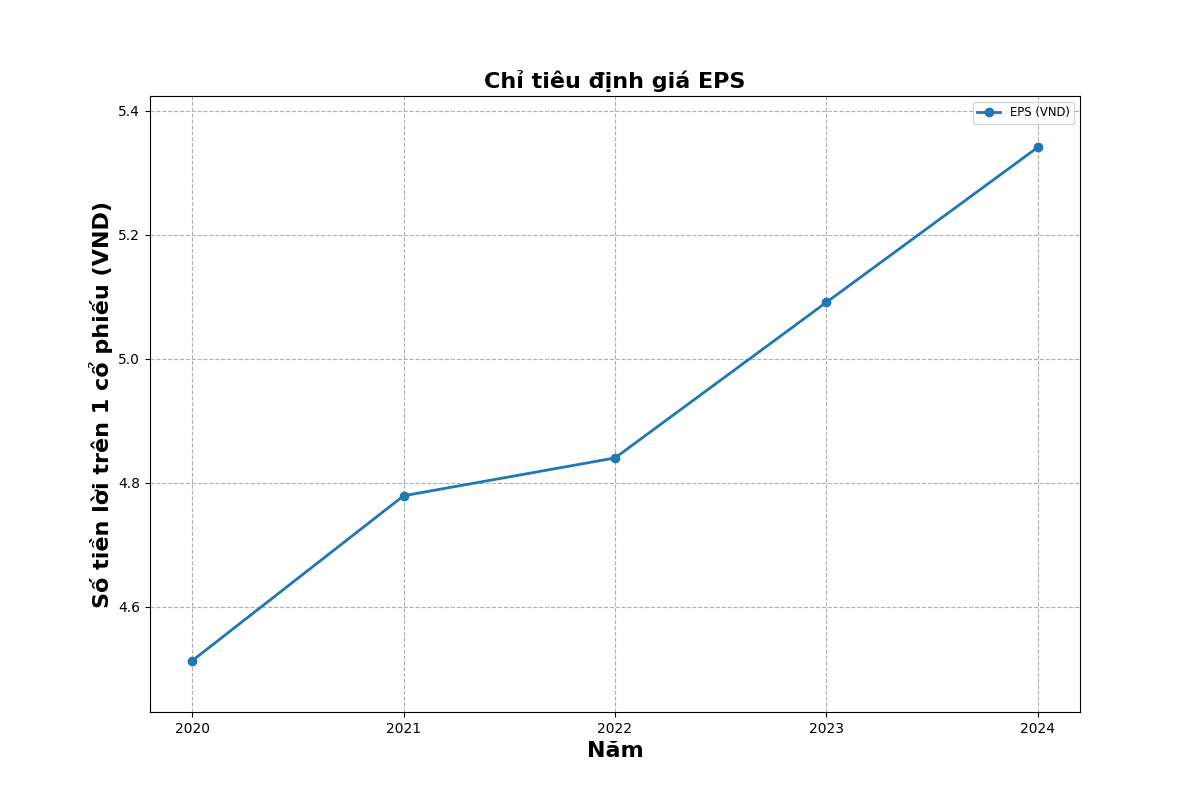 Chỉ tiêu định giá EPS
EPS (VND)
Số tiền lời trên 1 cổ phiếu (VND)
5.4
5.2
5.0
4.8
4.6
2020 2021 2022 2023 2024
Năm